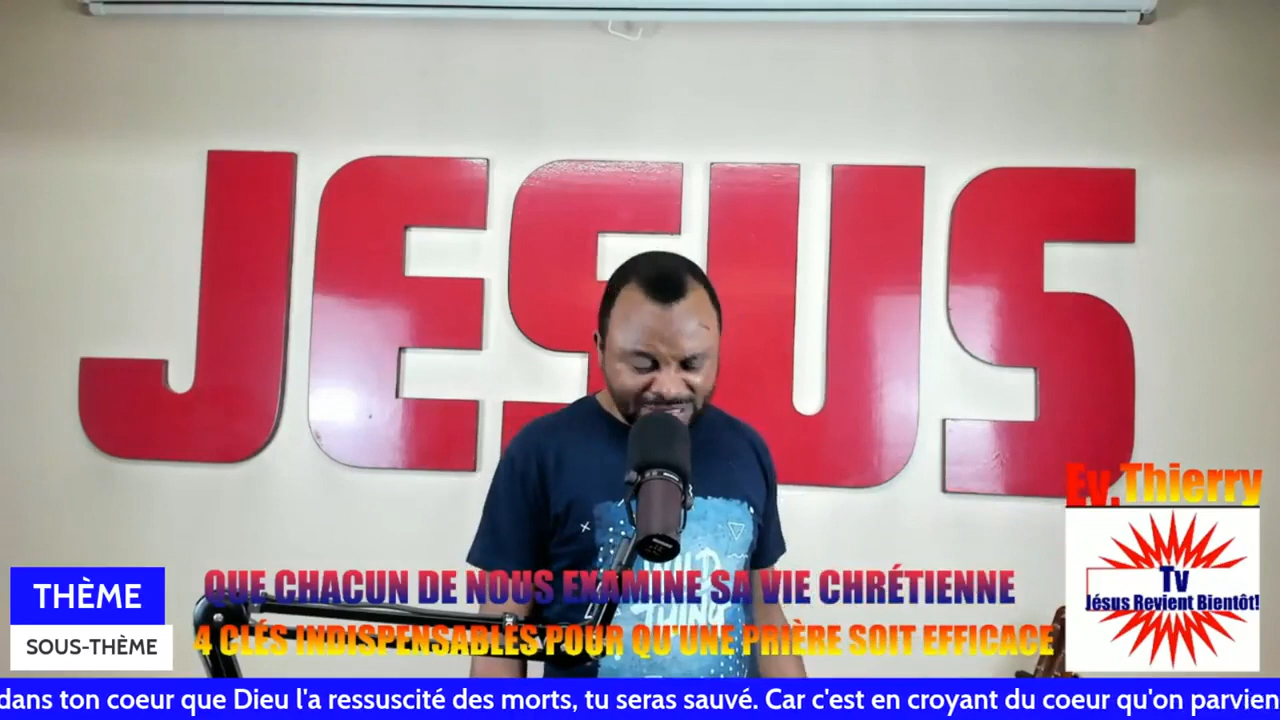 JESUS
Ev.Thierry
Tv
Jésus Revient Bientôt!
THÈME
QUE CHACUN DE NOUS EXAMINE SA VIE CHRÉTIENNE
SOUS-THÈME
4 CLÉS INDISPENSABLES POUR QU'UNE PRIÈRE SOIT EFFICACE
dans ton coeur que Dieu l'a ressuscité des morts, tu seras sauvé. Car c'est en croyant du coeur qu'on parvien